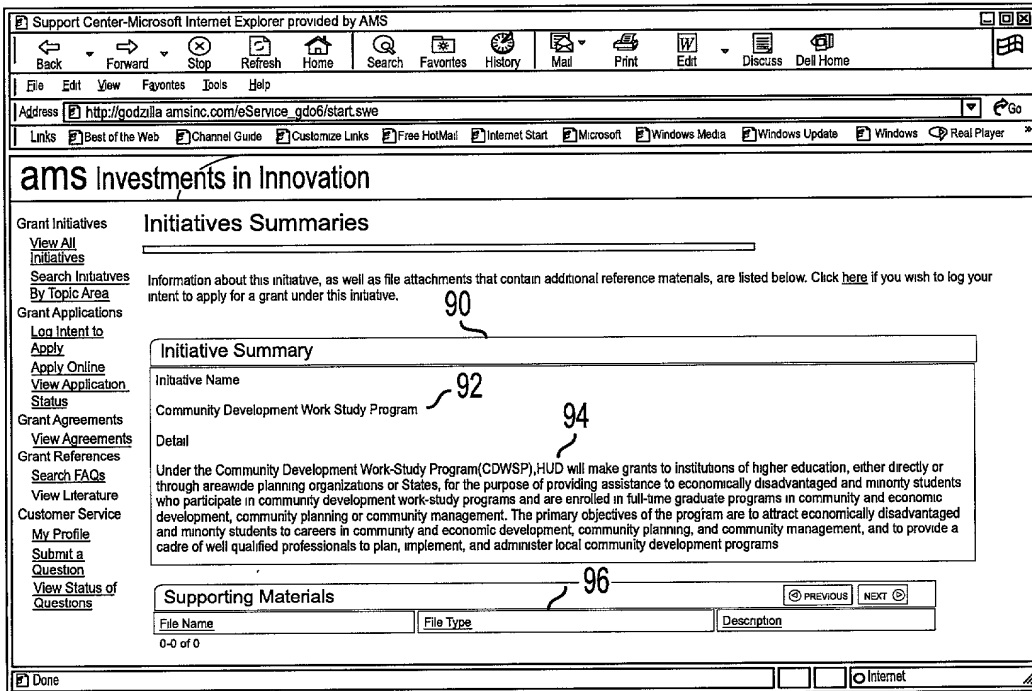 Support Center-Microsoft Internet Explorer provided by AMS
Back Forward Stop Refresh Home Search Favorites History Mail Print Edit Discuss Dell Home
File Edit View Favorites Tools Help
Address http://godzilla amsinc.com/eService_gdo6/start.swe Go
Links Best of the Web Channel Guide Customize Links Free HotMail Internet Start Microsoft Windows Media Windows Update Windows Real Player »
ams Investments in Innovation
Grant Initiatives
View All
Initiatives
Search Initiatives
By Topic Area
Grant Applications
Log Intent to
Apply
Apply Online
View Application
Status
Grant Agreements
View Agreements
Grant References
Search FAQs
View Literature
Customer Service
My Profile
Submit a
Question
View Status of
Questions
Initiatives Summaries
Information about this initiative, as well as file attachments that contain additional reference materials, are listed below. Click here if you wish to log your
intent to apply for a grant under this initiative.
90
Initiative Summary
Initiative Name
92
Community Development Work Study Program
94
Detail
Under the Community Development Work-Study Program(CDWSP),HUD will make grants to institutions of higher education, either directly or
through areawide planning organizations or States, for the purpose of providing assistance to economically disadvantaged and minority students
who participate in community development work-study programs and are enrolled in full-time graduate programs in community and economic
development, community planning or community management. The primary objectives of the program are to attract economically disadvantaged
and minority students to careers in community and economic development, community planning, and community management, and to provide a
cadre of well qualified professionals to plan, implement, and administer local community development programs
96
Supporting Materials PREVIOUS NEXT
File Name File Type Description
0-0 of 0
Done Internet